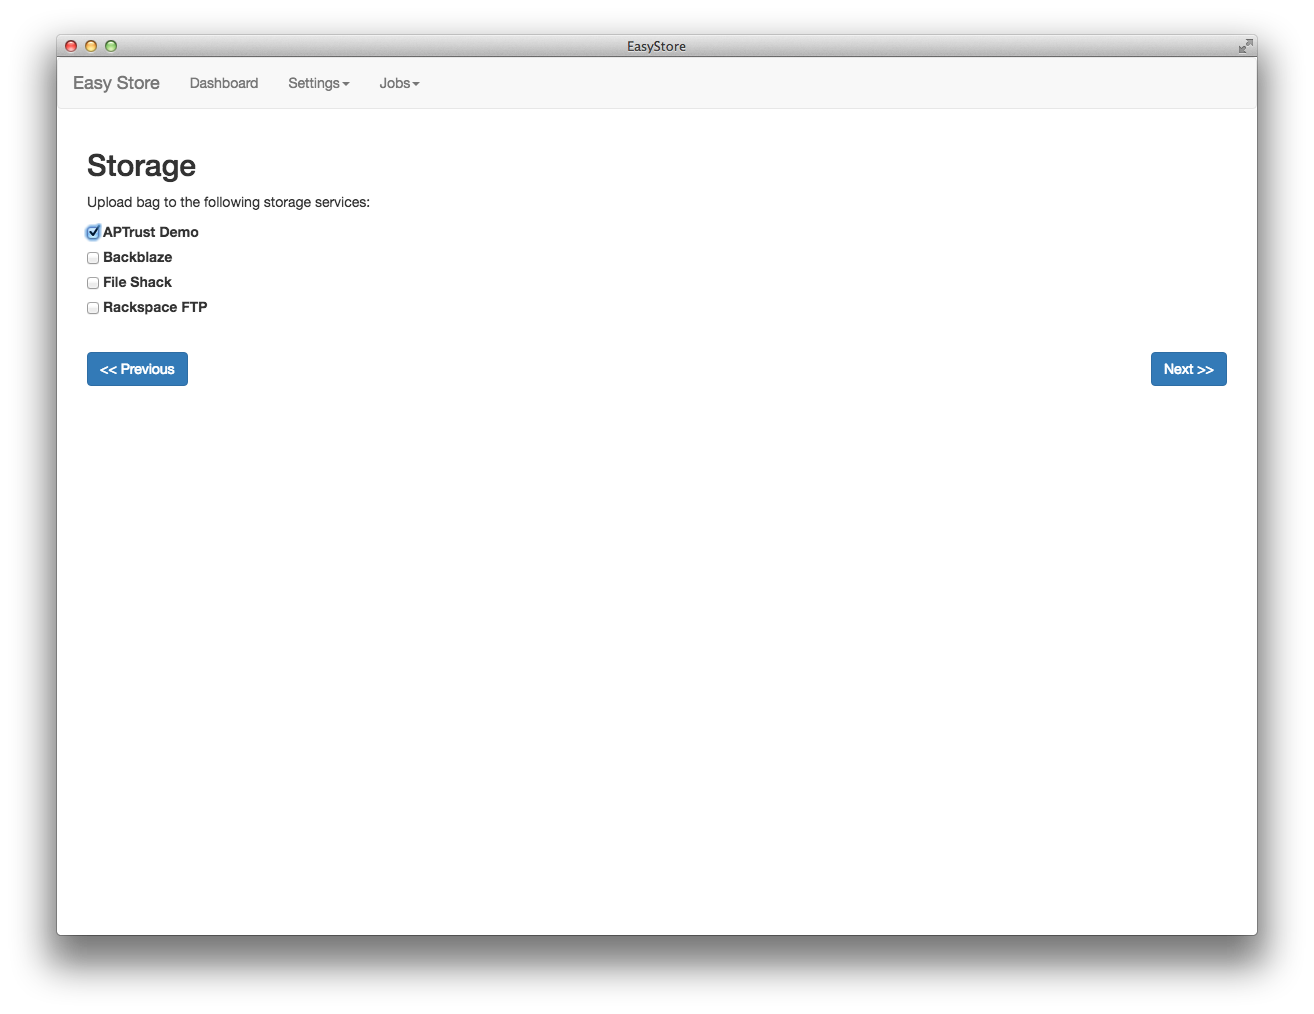 EasyStore
Easy Store Dashboard Settings Jobs
Storage
Upload bag to the following storage services:
APTrust Demo
Backblaze
File Shack
Rackspace FTP
<< Previous Next >>